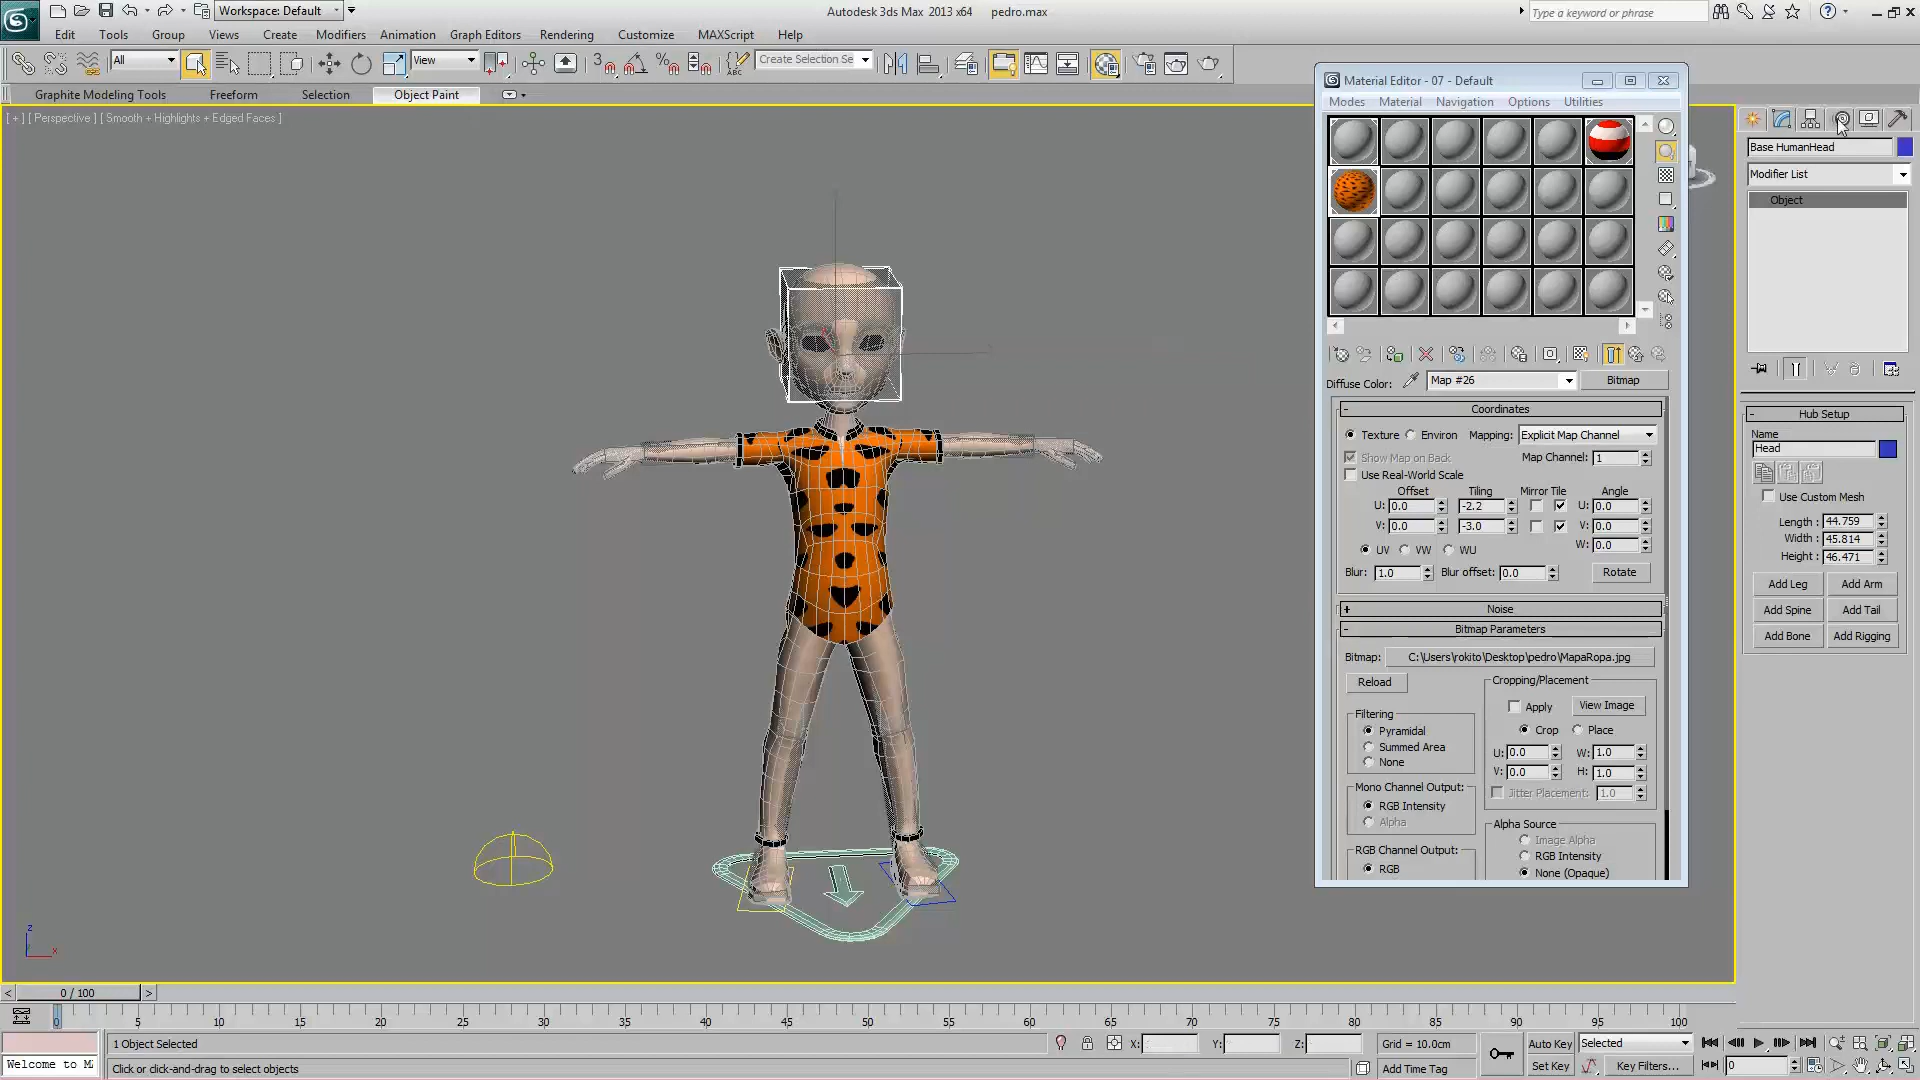 Workspace: Default
Autodesk 3ds Max 2013 x64 pedro.max
Type a keyword or phrase
Edit Tools Group Views Create Modifiers Animation Graph Editors Rendering Customize MAXScript Help
All View 3 Create Selection Se
Graphite Modeling Tools Freeform Selection Object Paint
[ + ] [ Perspective ] [ Smooth + Highlights + Edged Faces ]
Material Editor - 07 - Default
Modes Material Navigation Options Utilities
Diffuse Color: Map #26 Bitmap
Coordinates
Texture Environ Mapping: Explicit Map Channel
Show Map on Back Map Channel: 1
Use Real-World Scale
Offset Tiling Mirror Tile Angle
U: 0.0 -2.2 U: 0.0
V: 0.0 -3.0 V: 0.0
W: 0.0
UV VW WU
Blur: 1.0 Blur offset: 0.0 Rotate
Noise
Bitmap Parameters
Bitmap: C:\Users\rokito\Desktop\pedro\MapaRopa.jpg
Reload
Cropping/Placement
Apply View Image
Crop Place
U: 0.0 W: 1.0
V: 0.0 H: 1.0
Jitter Placement: 1.0
Filtering
Pyramidal
Summed Area
None
Mono Channel Output:
RGB Intensity
Alpha
RGB Channel Output:
RGB
Alpha Source
Image Alpha
RGB Intensity
None (Opaque)
Base HumanHead
Modifier List
Object
Hub Setup
Name
Head
Use Custom Mesh
Length : 44.759
Width : 45.814
Height : 46.471
Add Leg Add Arm
Add Spine Add Tail
Add Bone Add Rigging
z
x
< 0 / 100 >
0 5 10 15 20 25 30 35 40 45 50 55 60 65 70 75 80 85 90 95 100
1 Object Selected X: Y: Z: Grid = 10.0cm Auto Key Selected
Welcome to M Click or click-and-drag to select objects Add Time Tag Set Key Key Filters... 0